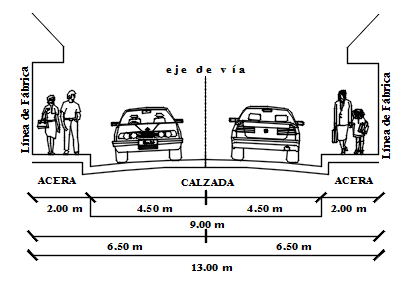 eje de vía
Línea de Fábrica
Línea de Fábrica
ACERA CALZADA ACERA
2.00 m 4.50 m 4.50 m 2.00 m
9.00 m
6.50 m 6.50 m
13.00 m